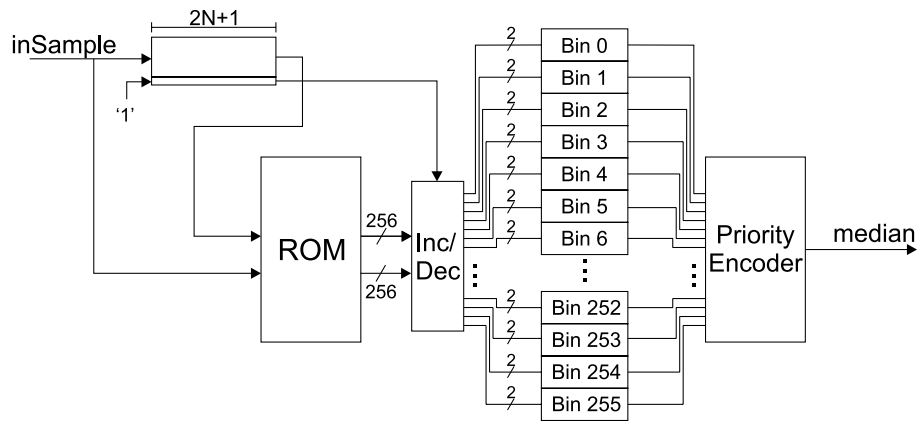 2N+1
inSample
'1'
ROM
256
256
Inc/
Dec
2
2
2
2
2
2
2
2
2
2
2
Bin 0
Bin 1
Bin 2
Bin 3
Bin 4
Bin 5
Bin 6
Bin 252
Bin 253
Bin 254
Bin 255
Priority
Encoder
median